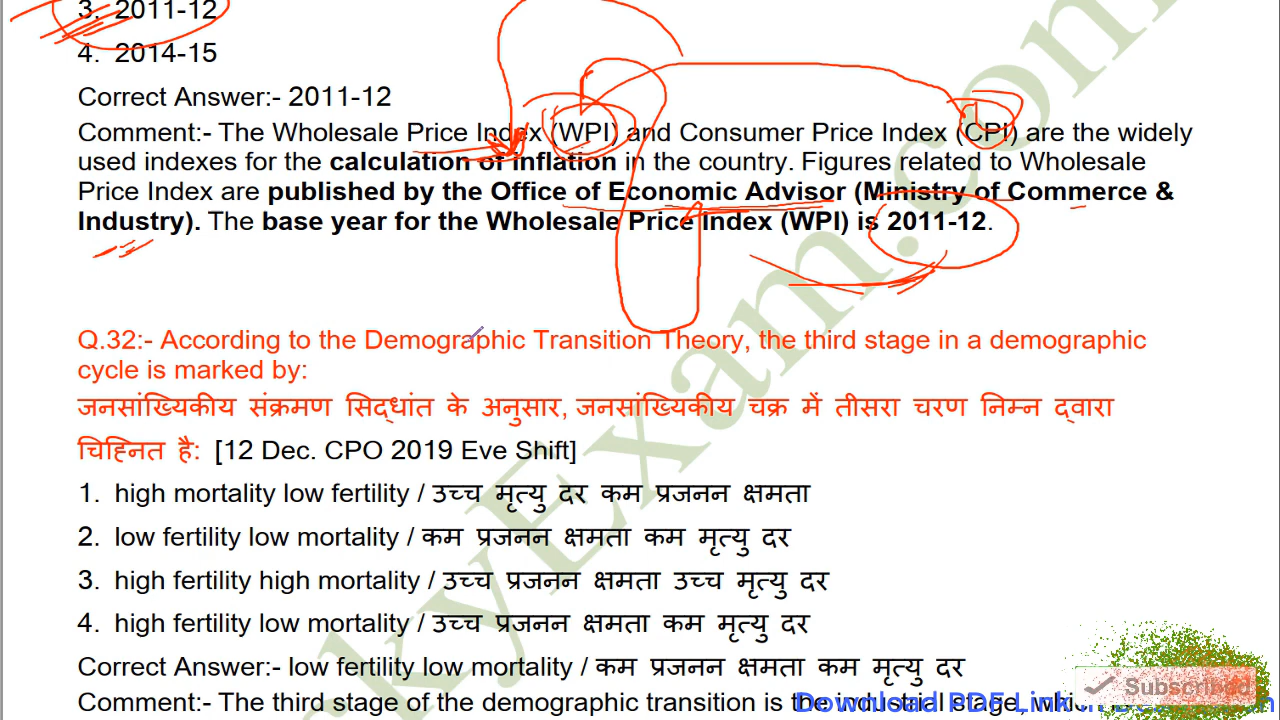 3. 2011-12
4. 2014-15
Correct Answer:- 2011-12
Comment:- The Wholesale Price Index (WPI) and Consumer Price Index (CPI) are the widely
used indexes for the calculation of inflation in the country. Figures related to Wholesale
Price Index are published by the Office of Economic Advisor (Ministry of Commerce &
Industry). The base year for the Wholesale Price Index (WPI) is 2011-12.
Q.32:- According to the Demographic Transition Theory, the third stage in a demographic
cycle is marked by:
जनसांख्यिकीय संक्रमण सिद्धांत के अनुसार, जनसांख्यिकीय चक्र में तीसरा चरण निम्न द्वारा
चिह्नित है: [12 Dec. CPO 2019 Eve Shift]
1. high mortality low fertility / उच्च मृत्यु दर कम प्रजनन क्षमता
2. low fertility low mortality / कम प्रजनन क्षमता कम मृत्यु दर
3. high fertility high mortality / उच्च प्रजनन क्षमता उच्च मृत्यु दर
4. high fertility low mortality / उच्च प्रजनन क्षमता कम मृत्यु दर
Correct Answer:- low fertility low mortality / कम प्रजनन क्षमता कम मृत्यु दर
Comment:- The third stage of the demographic transition is the industrial stage, which
Download PDF Link
Subscribed
kyExam.com